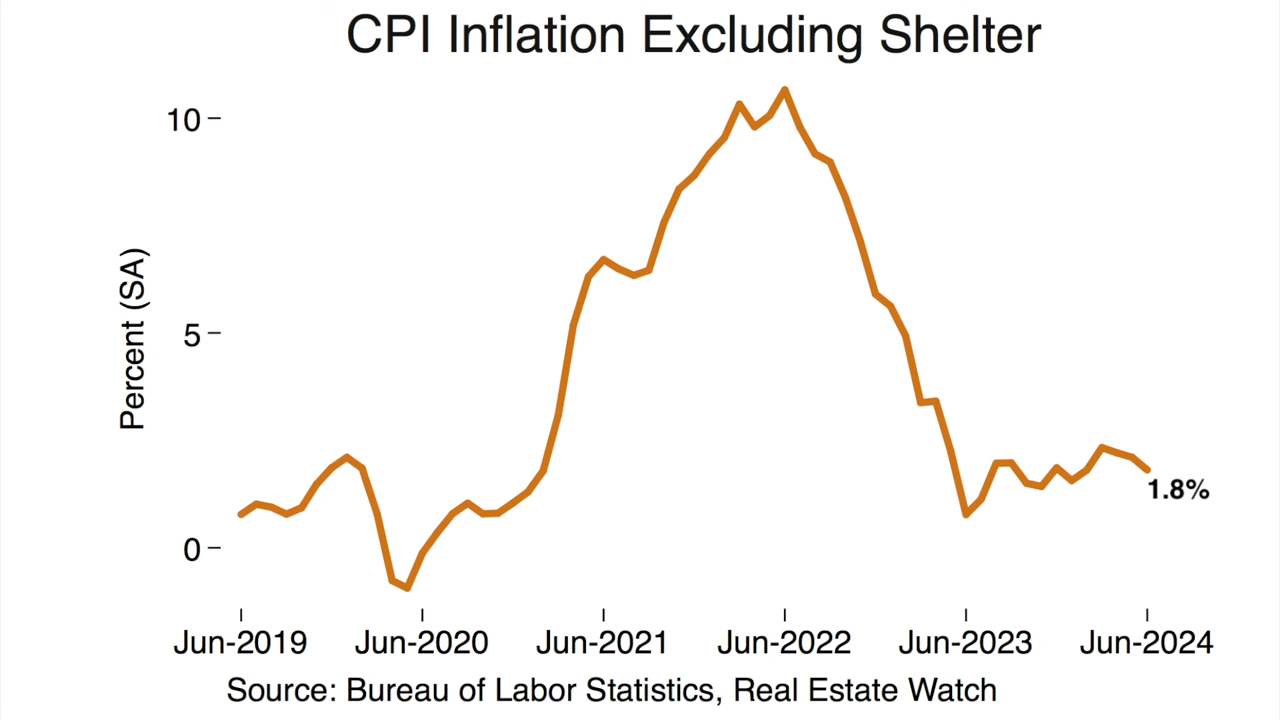 CPI Inflation Excluding Shelter
10
5
0
Percent (SA)
1.8%
Jun-2019 Jun-2020 Jun-2021 Jun-2022 Jun-2023 Jun-2024
Source: Bureau of Labor Statistics, Real Estate Watch